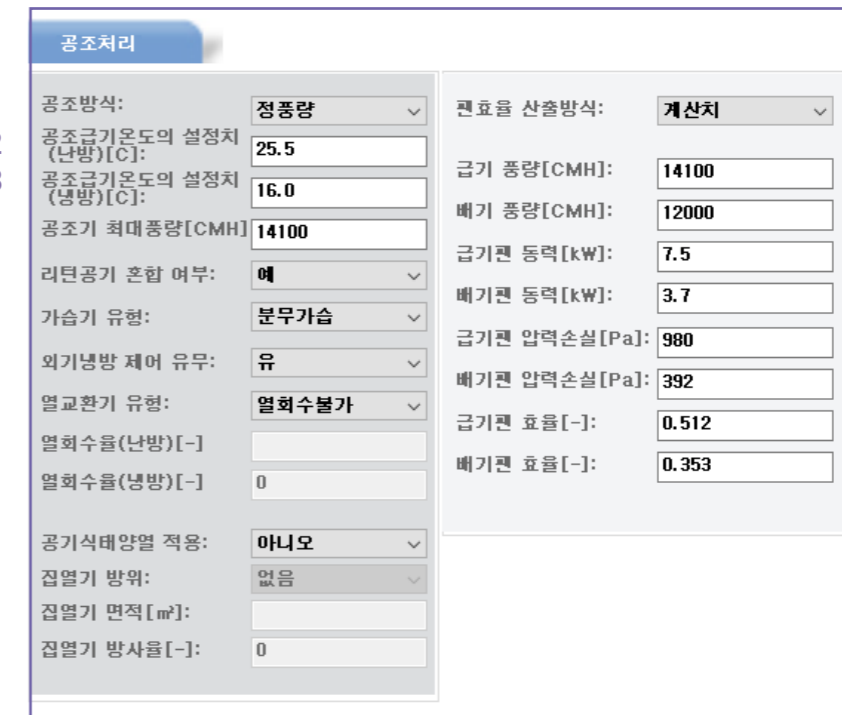 공조처리
공조방식: 정풍량
공조급기온도의 설정치
(난방)[C]: 25.5
공조급기온도의 설정치
(냉방)[C]: 16.0
공조기 최대풍량[CMH] 14100
리턴공기 혼합 여부: 예
가습기 유형: 분무가습
외기냉방 제어 유무: 유
열교환기 유형: 열회수불가
열회수율(난방)[-]
열회수율(냉방)[-] 0
공기식태양열 적용: 아니오
집열기 방위: 없음
집열기 면적[㎡]:
집열기 방사율[-]: 0
팬효율 산출방식: 계산치
급기 풍량[CMH]: 14100
배기 풍량[CMH]: 12000
급기팬 동력[kW]: 7.5
배기팬 동력[kW]: 3.7
급기팬 압력손실[Pa]: 980
배기팬 압력손실[Pa]: 392
급기팬 효율[-]: 0.512
배기팬 효율[-]: 0.353